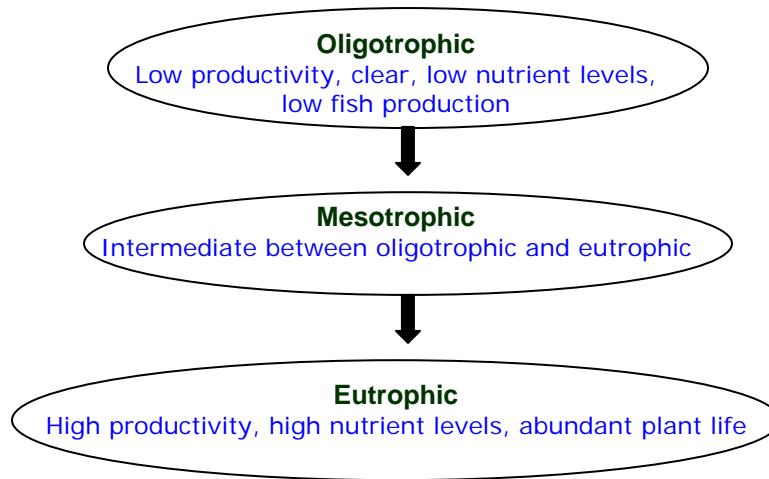 Oligotrophic
Low productivity, clear, low nutrient levels,
low fish production
Mesotrophic
Intermediate between oligotrophic and eutrophic
Eutrophic
High productivity, high nutrient levels, abundant plant life